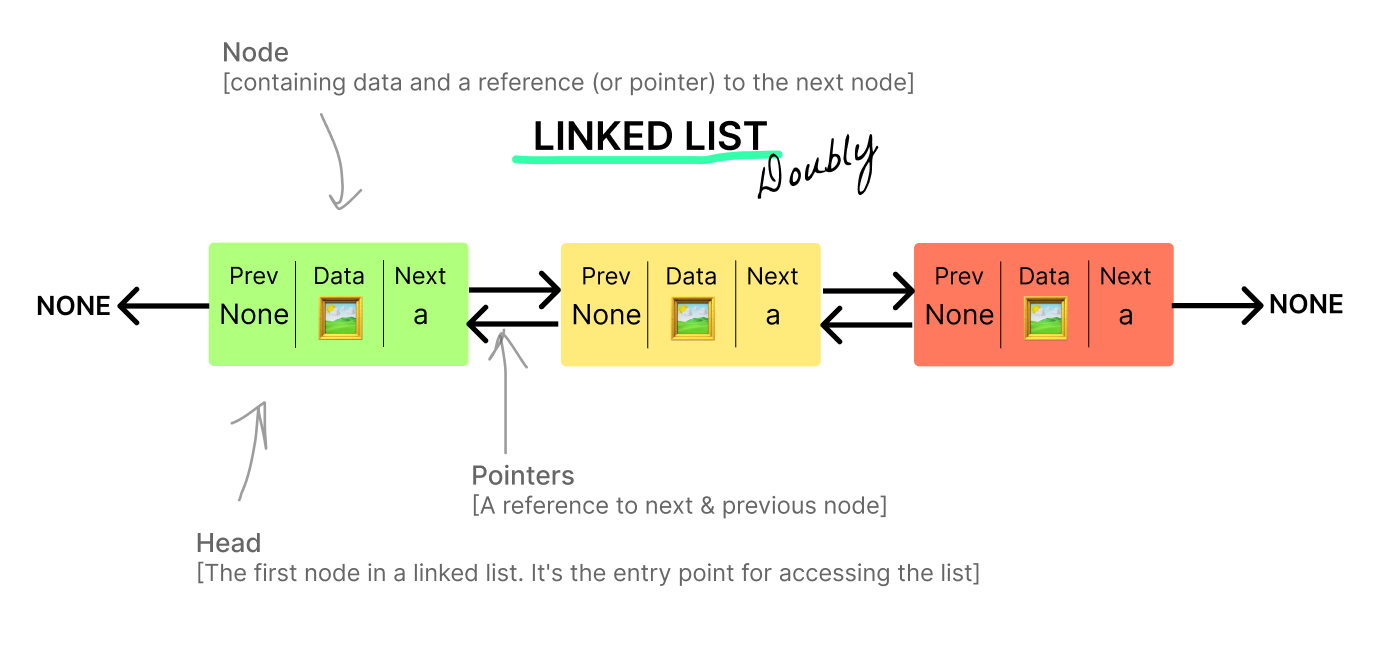 Node
[containing data and a reference (or pointer) to the next node]
LINKED LIST
Doubly
Prev Data Next
None a
Prev Data Next
None a
Prev Data Next
None a
NONE
NONE
Pointers
[A reference to next & previous node]
Head
[The first node in a linked list. It's the entry point for accessing the list]